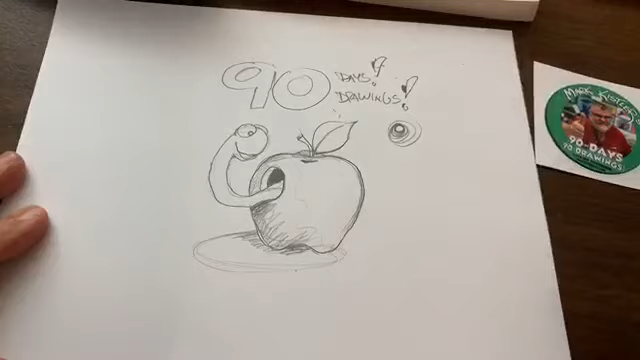 90 DAYS!
DRAWINGS!
MARK KISTLER'S
90-DAYS
90 DRAWINGS